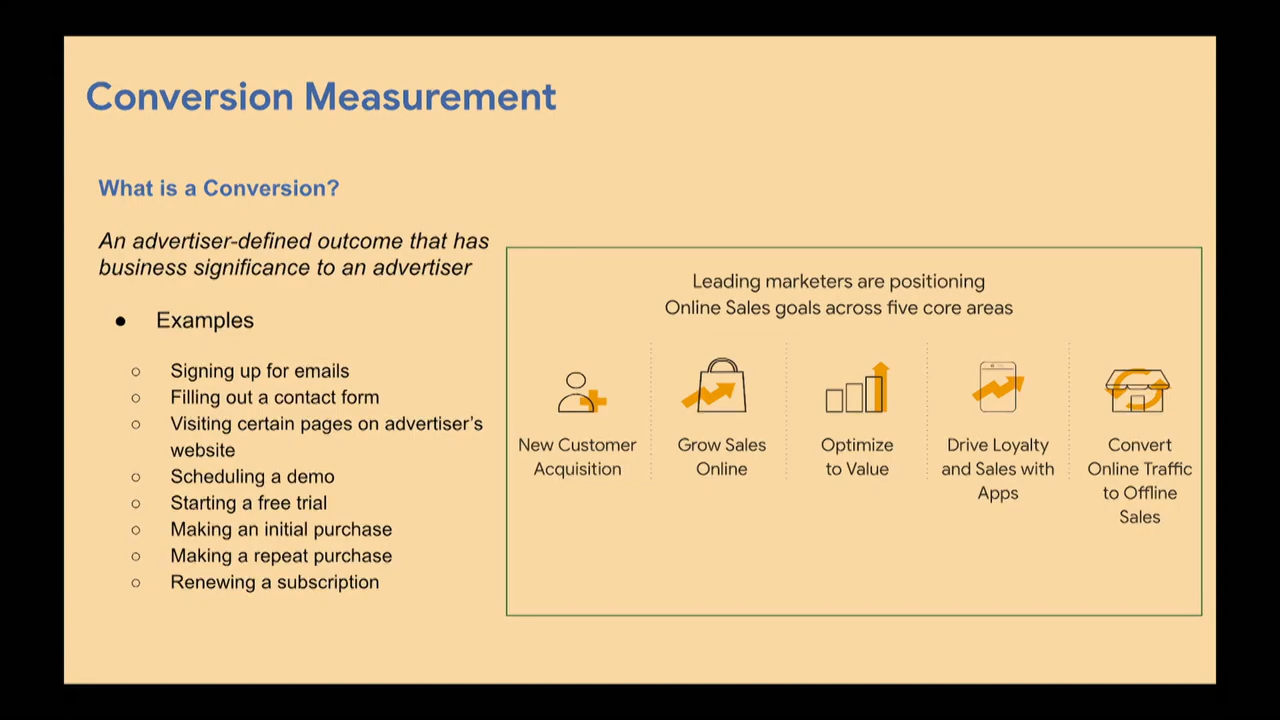 Conversion Measurement
What is a Conversion?
An advertiser-defined outcome that has
business significance to an advertiser
● Examples
○ Signing up for emails
○ Filling out a contact form
○ Visiting certain pages on advertiser's
website
○ Scheduling a demo
○ Starting a free trial
○ Making an initial purchase
○ Making a repeat purchase
○ Renewing a subscription
Leading marketers are positioning
Online Sales goals across five core areas
New Customer
Acquisition
Grow Sales
Online
Optimize
to Value
Drive Loyalty
and Sales with
Apps
Convert
Online Traffic
to Offline
Sales